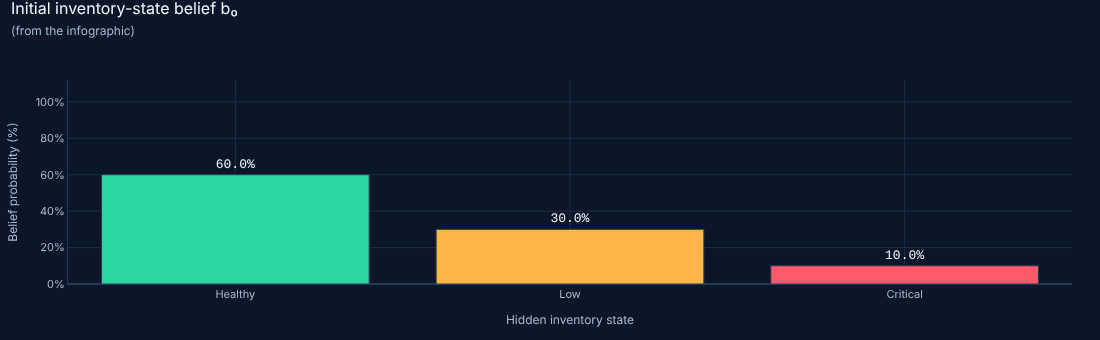 Initial inventory-state belief b₀
(from the infographic)
Belief probability (%)
100%
80%
60%
40%
20%
0%
60.0%
30.0%
10.0%
Healthy
Low
Critical
Hidden inventory state